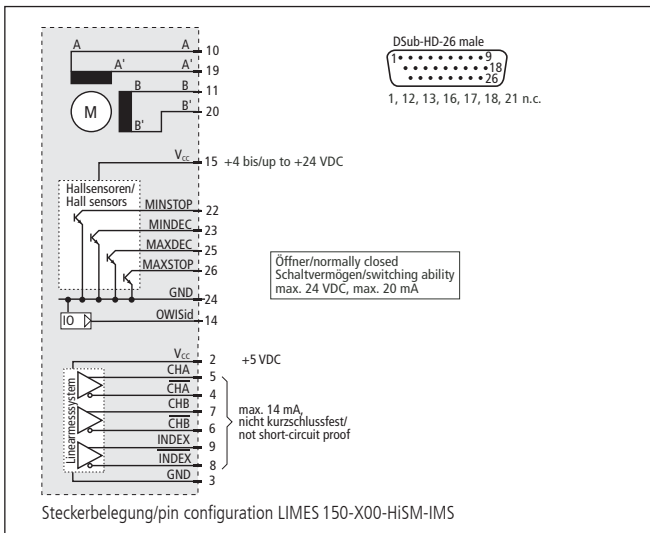 A A 10
A' A' 19
B B 11
B' B' 20
M
Vcc 15 +4 bis/up to +24 VDC
Hallsensoren/
Hall sensors
MINSTOP 22
MINDEC 23
MAXDEC 25
MAXSTOP 26
GND 24
IO OWISid 14
Vcc 2 +5 VDC
CHA 5
C̅H̅A̅ 4
CHB 7
C̅H̅B̅ 6
INDEX 9
I̅N̅D̅E̅X̅ 8
GND 3
Linearmesssystem
max. 14 mA,
nicht kurzschlussfest/
not short-circuit proof
DSub-HD-26 male
1 9
18
26
1, 12, 13, 16, 17, 18, 21 n.c.
Öffner/normally closed
Schaltvermögen/switching ability
max. 24 VDC, max. 20 mA
Steckerbelegung/pin configuration LIMES 150-X00-HiSM-IMS